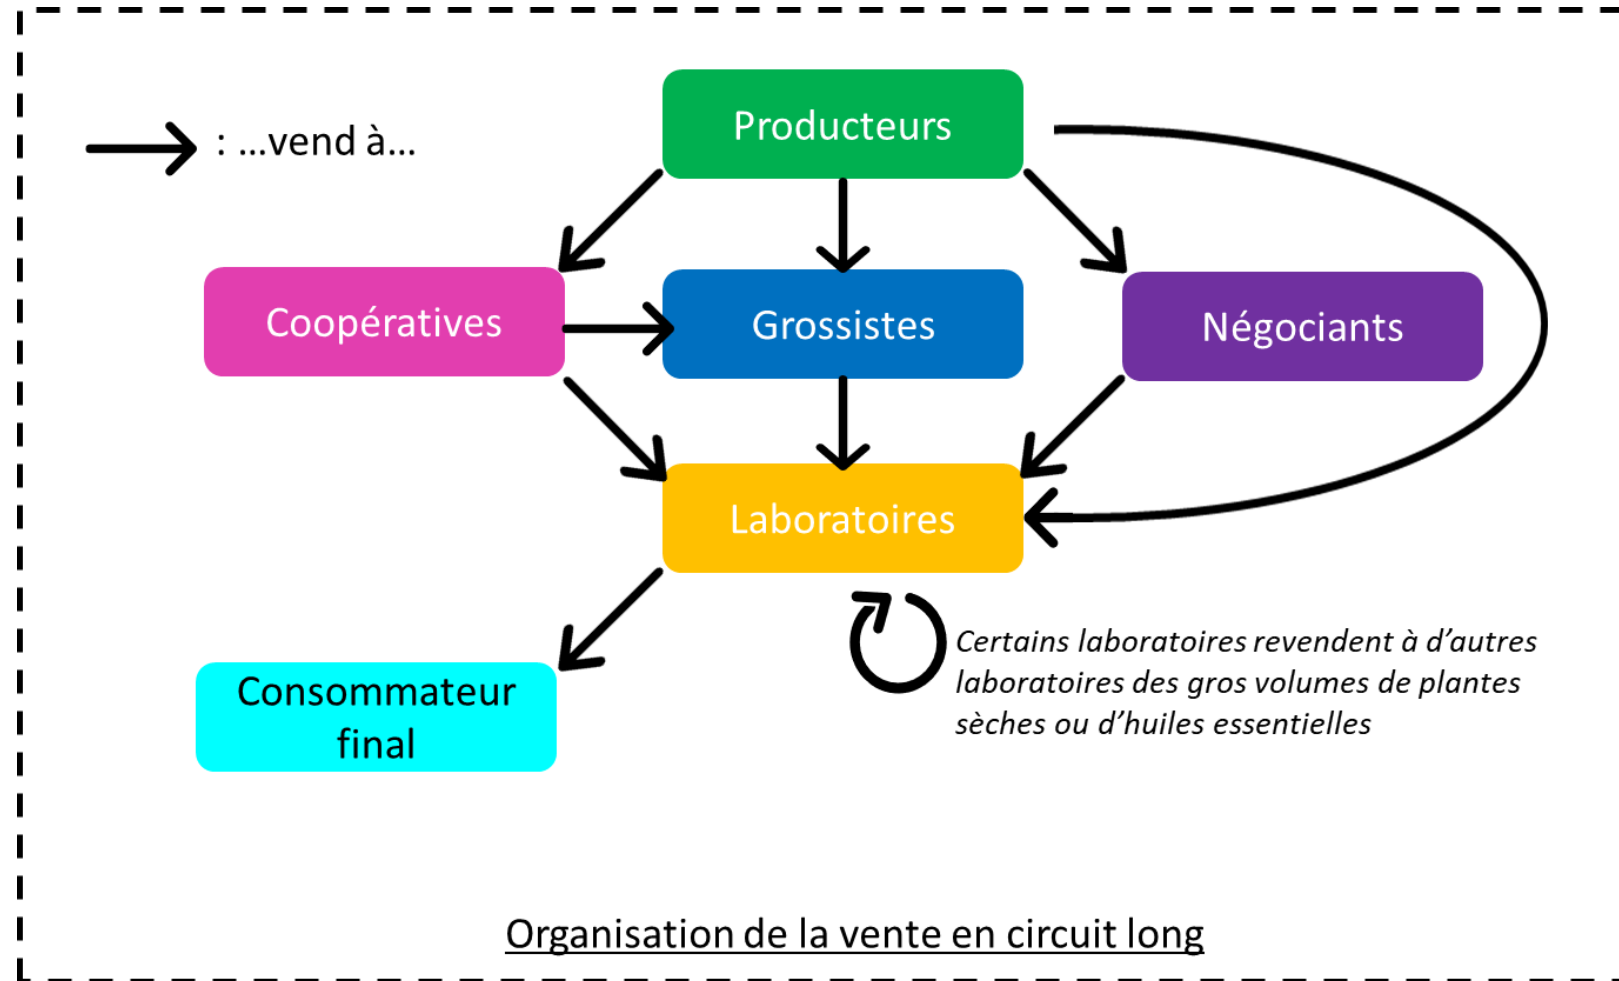 Producteurs
: ...vend à...
Coopératives
Grossistes
Négociants
Laboratoires
Certains laboratoires revendent à d’autres
laboratoires des gros volumes de plantes
sèches ou d’huiles essentielles
Consommateur
final
Organisation de la vente en circuit long